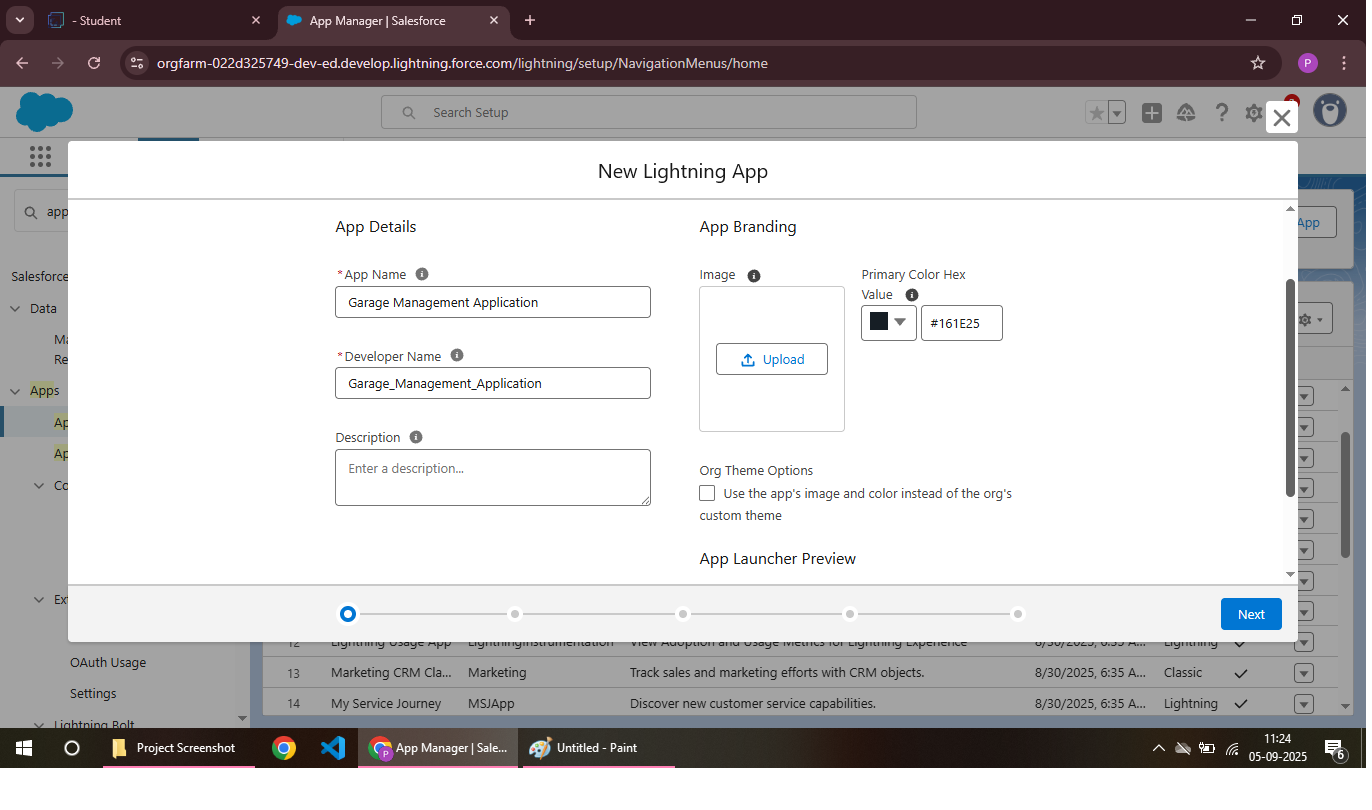 - Student
App Manager | Salesforce
orgfarm-022d325749-dev-ed.develop.lightning.force.com/lightning/setup/NavigationMenus/home
P
Search Setup
New Lightning App
app
App
App Details
App Branding
Salesforce
* App Name
Image
Primary Color Hex
Value
Data
Garage Management Application
#161E25
Ma
Re
* Developer Name
Upload
Garage_Management_Application
Apps
Ap
Description
Ap
Enter a description...
Org Theme Options
Co
Use the app's image and color instead of the org's
custom theme
App Launcher Preview
Ext
Next
12 Lightning Usage App LightningInstrumentation View Adoption and Usage Metrics for Lightning Experience 8/30/2025, 6:35 A... Lightning
OAuth Usage
13 Marketing CRM Cla... Marketing Track sales and marketing efforts with CRM objects. 8/30/2025, 6:35 A... Classic
Settings
14 My Service Journey MSJApp Discover new customer service capabilities. 8/30/2025, 6:35 A... Lightning
Lightning Bolt
Project Screenshot
P
App Manager | Sale...
Untitled - Paint
11:24
05-09-2025
6